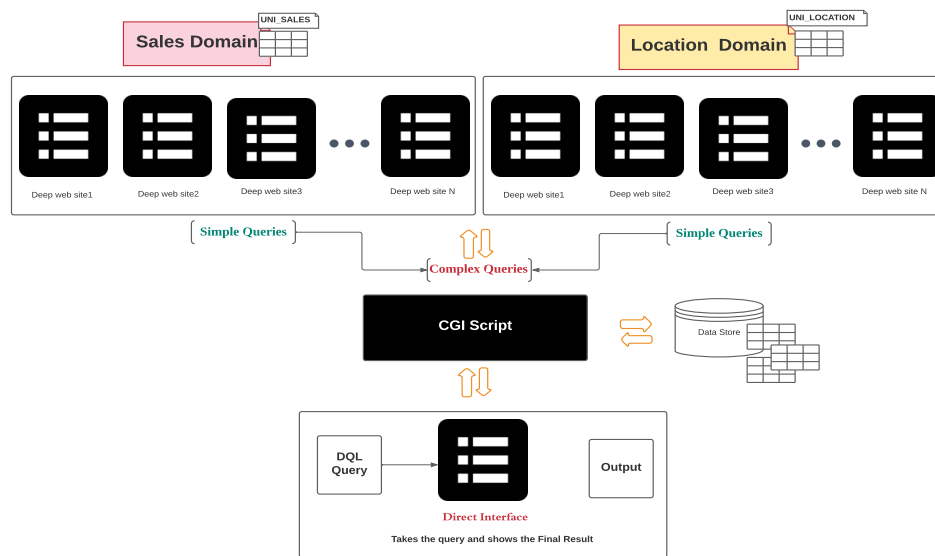 UNI_SALES
Sales Domain
UNI_LOCATION
Location Domain
Deep web site1
Deep web site2
Deep web site3
Deep web site N
Deep web site1
Deep web site2
Deep web site3
Deep web site N
Simple Queries
Simple Queries
Complex Queries
CGI Script
Data Store
DQL
Query
Output
Direct Interface
Takes the query and shows the Final Result